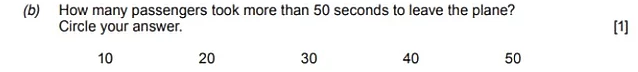 (b) How many passengers took more than 50 seconds to leave the plane?
Circle your answer. [1]
10 20 30 40 50